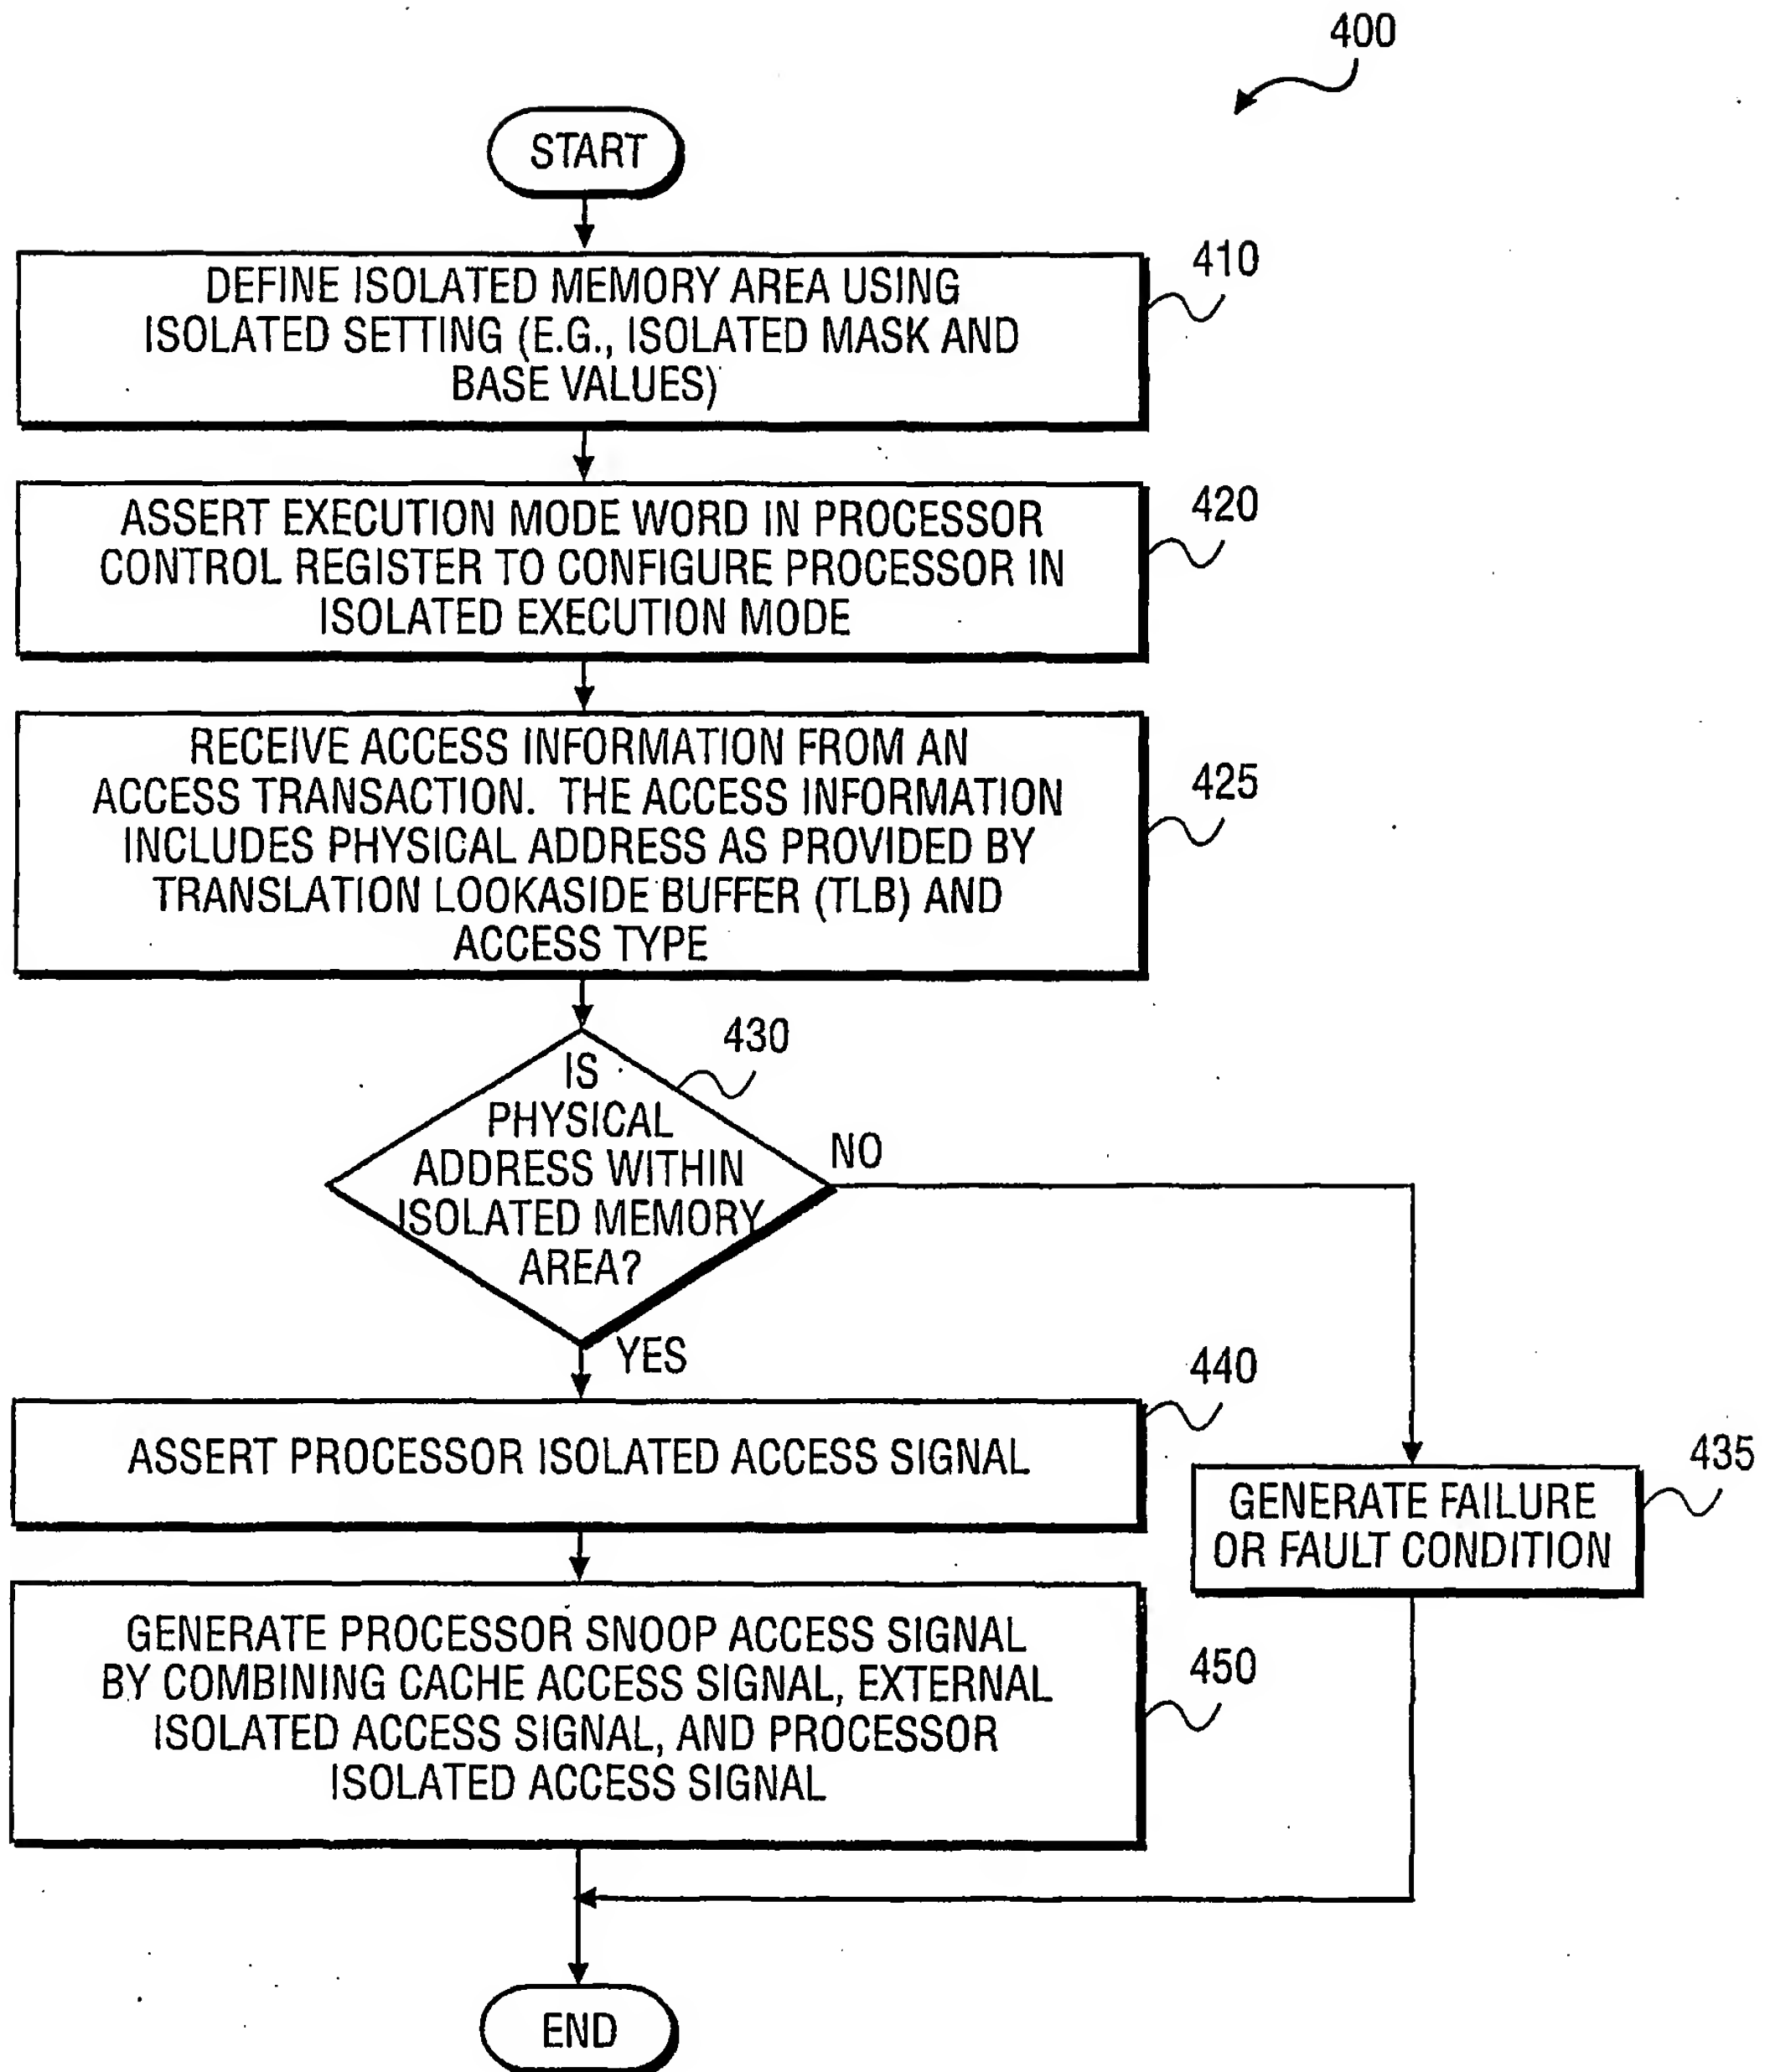 400
START
410
DEFINE ISOLATED MEMORY AREA USING
ISOLATED SETTING (E.G., ISOLATED MASK AND
BASE VALUES)
420
ASSERT EXECUTION MODE WORD IN PROCESSOR
CONTROL REGISTER TO CONFIGURE PROCESSOR IN
ISOLATED EXECUTION MODE
425
RECEIVE ACCESS INFORMATION FROM AN
ACCESS TRANSACTION. THE ACCESS INFORMATION
INCLUDES PHYSICAL ADDRESS AS PROVIDED BY
TRANSLATION LOOKASIDE BUFFER (TLB) AND
ACCESS TYPE
430
IS
PHYSICAL
ADDRESS WITHIN
ISOLATED MEMORY
AREA?
NO
YES
440
ASSERT PROCESSOR ISOLATED ACCESS SIGNAL
435
GENERATE FAILURE
OR FAULT CONDITION
450
GENERATE PROCESSOR SNOOP ACCESS SIGNAL
BY COMBINING CACHE ACCESS SIGNAL, EXTERNAL
ISOLATED ACCESS SIGNAL, AND PROCESSOR
ISOLATED ACCESS SIGNAL
END